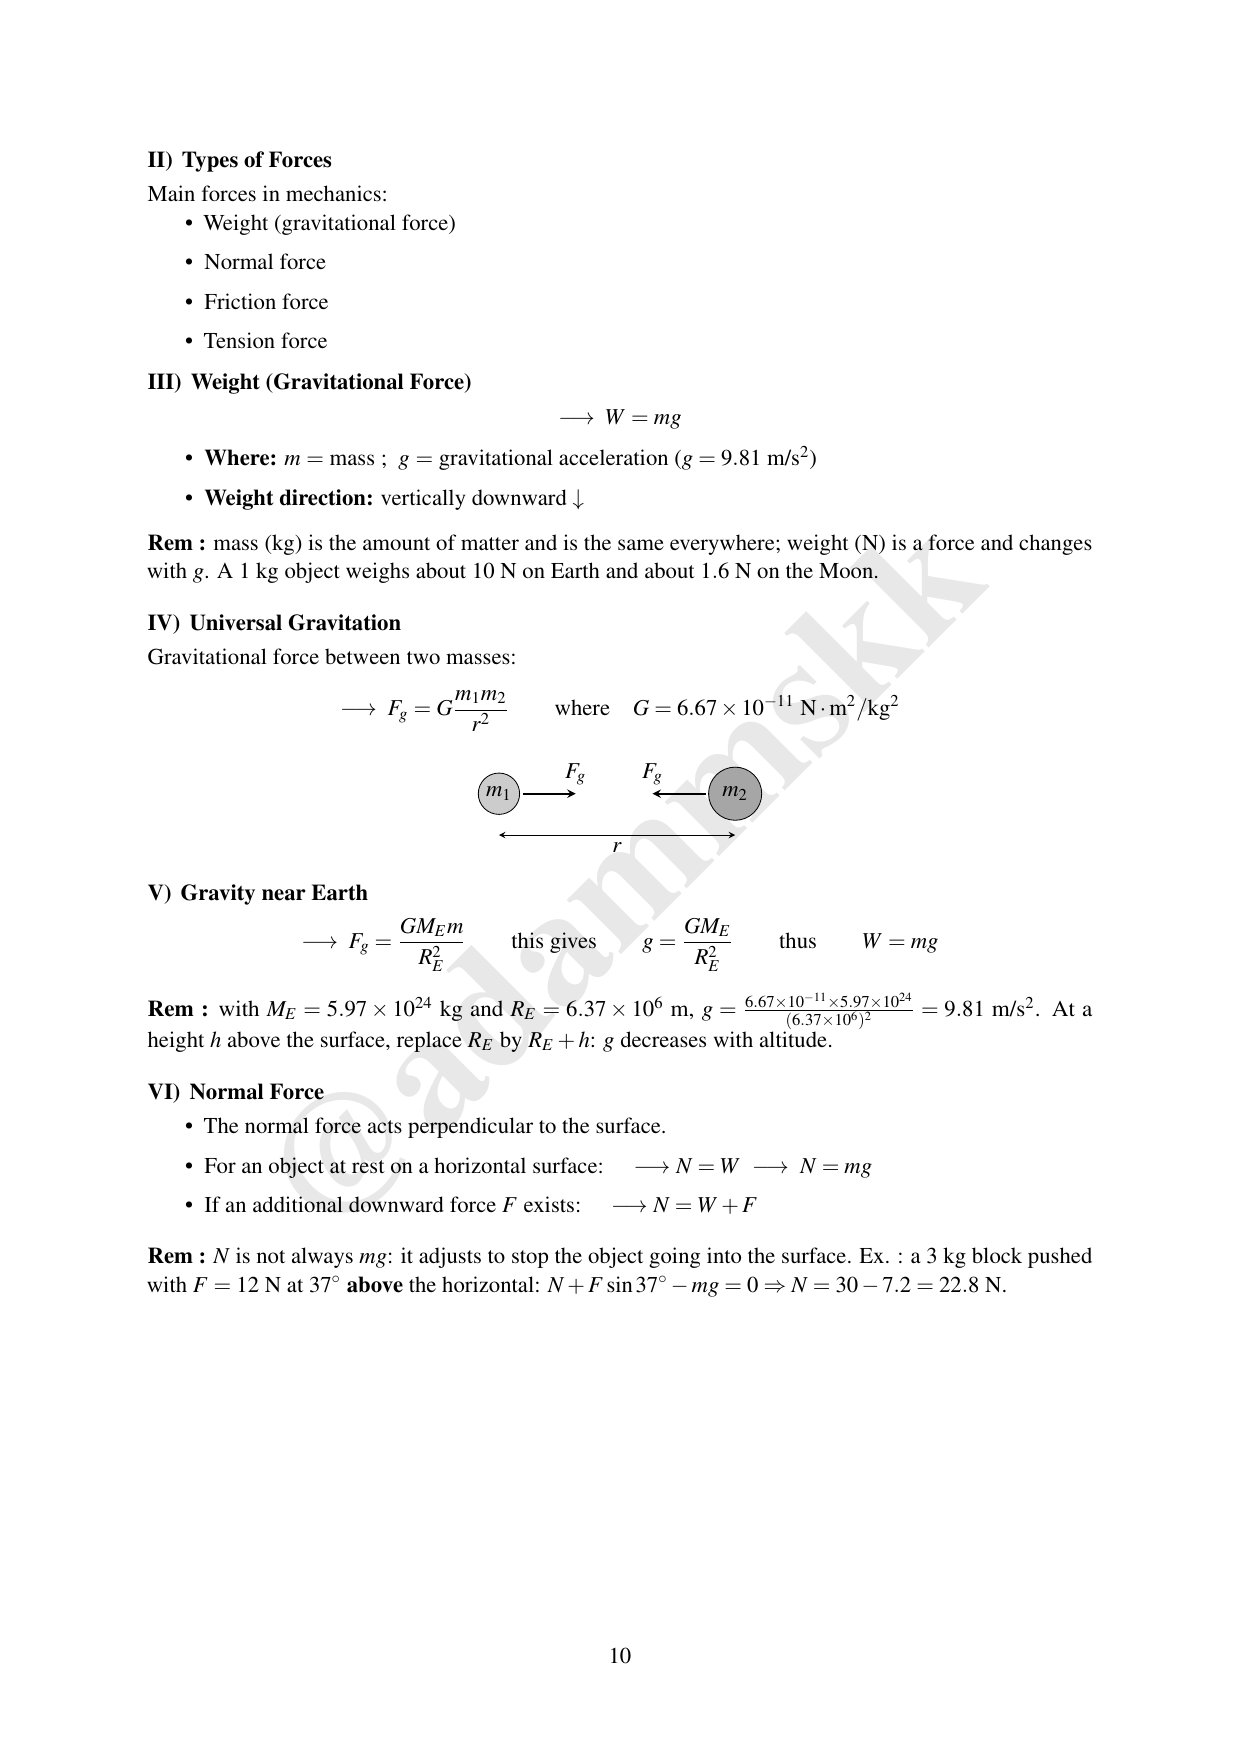 II) Types of Forces
Main forces in mechanics:
• Weight (gravitational force)
• Normal force
• Friction force
• Tension force
III) Weight (Gravitational Force)
⟶ W = mg
• Where: m = mass ; g = gravitational acceleration (g = 9.81 m/s²)
• Weight direction: vertically downward ↓
Rem : mass (kg) is the amount of matter and is the same everywhere; weight (N) is a force and changes
with g. A 1 kg object weighs about 10 N on Earth and about 1.6 N on the Moon.
IV) Universal Gravitation
Gravitational force between two masses:
⟶ F_g = G m₁m₂ / r² where G = 6.67 × 10⁻¹¹ N·m²/kg²
m₁ F_g F_g m₂
r
V) Gravity near Earth
⟶ F_g = GM_E m / R_E² this gives g = GM_E / R_E² thus W = mg
Rem : with M_E = 5.97 × 10²⁴ kg and R_E = 6.37 × 10⁶ m, g = 6.67×10⁻¹¹×5.97×10²⁴ / (6.37×10⁶)² = 9.81 m/s². At a
height h above the surface, replace R_E by R_E + h: g decreases with altitude.
VI) Normal Force
• The normal force acts perpendicular to the surface.
• For an object at rest on a horizontal surface: ⟶ N = W ⟶ N = mg
• If an additional downward force F exists: ⟶ N = W + F
Rem : N is not always mg: it adjusts to stop the object going into the surface. Ex. : a 3 kg block pushed
with F = 12 N at 37° above the horizontal: N + F sin 37° − mg = 0 ⇒ N = 30 − 7.2 = 22.8 N.
10
@adammskk